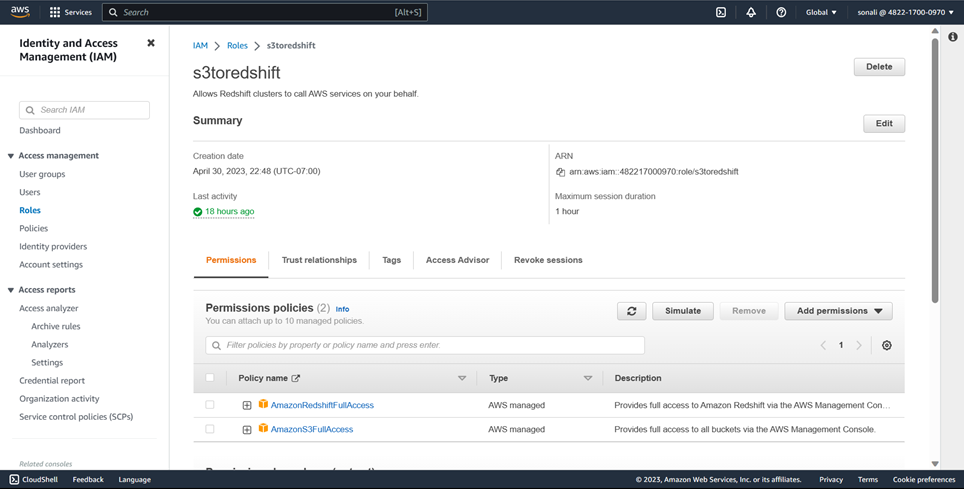 aws
Services
Search [Alt+S]
Global
sonali @ 4822-1700-0970
Identity and Access
Management (IAM)
Search IAM
Dashboard
Access management
User groups
Users
Roles
Policies
Identity providers
Account settings
Access reports
Access analyzer
Archive rules
Analyzers
Settings
Credential report
Organization activity
Service control policies (SCPs)
Related consoles
IAM > Roles > s3toredshift
s3toredshift
Delete
Allows Redshift clusters to call AWS services on your behalf.
Summary
Edit
Creation date
April 30, 2023, 22:48 (UTC-07:00)
Last activity
18 hours ago
ARN
arn:aws:iam::482217000970:role/s3toredshift
Maximum session duration
1 hour
Permissions
Trust relationships
Tags
Access Advisor
Revoke sessions
Permissions policies (2) Info
You can attach up to 10 managed policies.
Simulate
Remove
Add permissions
Filter policies by property or policy name and press enter.
1
Policy name Type Description
AmazonRedshiftFullAccess AWS managed Provides full access to Amazon Redshift via the AWS Management Con...
AmazonS3FullAccess AWS managed Provides full access to all buckets via the AWS Management Console.
CloudShell
Feedback
Language
© 2023, Amazon Web Services, Inc. or its affiliates.
Privacy
Terms
Cookie preferences